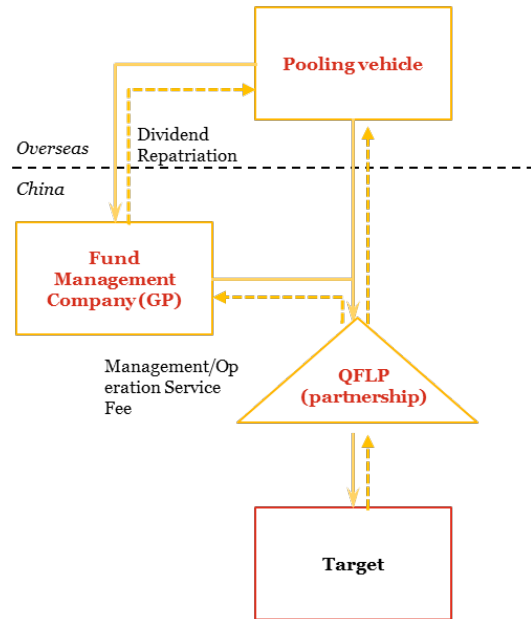 Pooling vehicle
Dividend
Repatriation
Overseas
China
Fund
Management
Company (GP)
Management/Op
eration Service
Fee
QFLP
(partnership)
Target